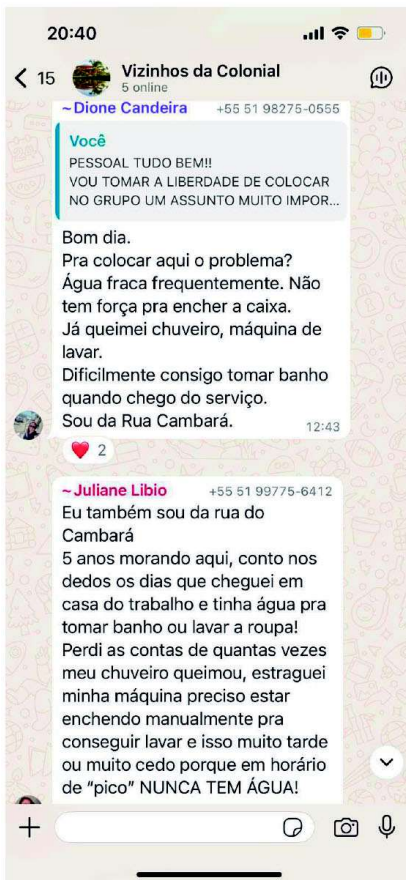 20:40
15
Vizinhos da Colonial
5 online
~Dione Candeira +55 51 98275-0555
Você
PESSOAL TUDO BEM!!
VOU TOMAR A LIBERDADE DE COLOCAR
NO GRUPO UM ASSUNTO MUITO IMPOR...
Bom dia.
Pra colocar aqui o problema?
Água fraca frequentemente. Não
tem força pra encher a caixa.
Já queimei chuveiro, máquina de
lavar.
Dificilmente consigo tomar banho
quando chego do serviço.
Sou da Rua Cambará.
12:43
2
~Juliane Libio +55 51 99775-6412
Eu também sou da rua do
Cambará
5 anos morando aqui, conto nos
dedos os dias que cheguei em
casa do trabalho e tinha água pra
tomar banho ou lavar a roupa!
Perdi as contas de quantas vezes
meu chuveiro queimou, estraguei
minha máquina preciso estar
enchendo manualmente pra
conseguir lavar e isso muito tarde
ou muito cedo porque em horário
de “pico” NUNCA TEM ÁGUA!